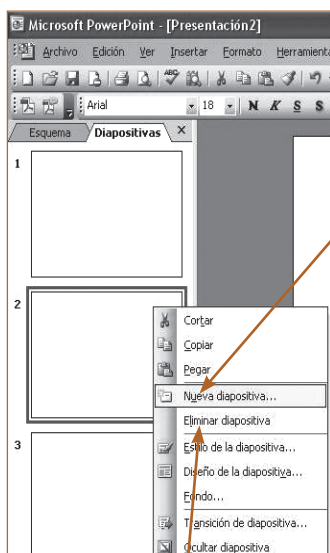 Microsoft PowerPoint - [Presentación2]
Archivo Edición Ver Insertar Formato Herramienta
ABC
Arial 18 N K S S
Esquema Diapositivas X
1
2
Cortar
Copiar
Pegar
Nueva diapositiva...
Eliminar diapositiva
3
Estilo de la diapositiva...
Diseño de la diapositiva...
Fondo...
Transición de diapositiva...
Ocultar diapositiva